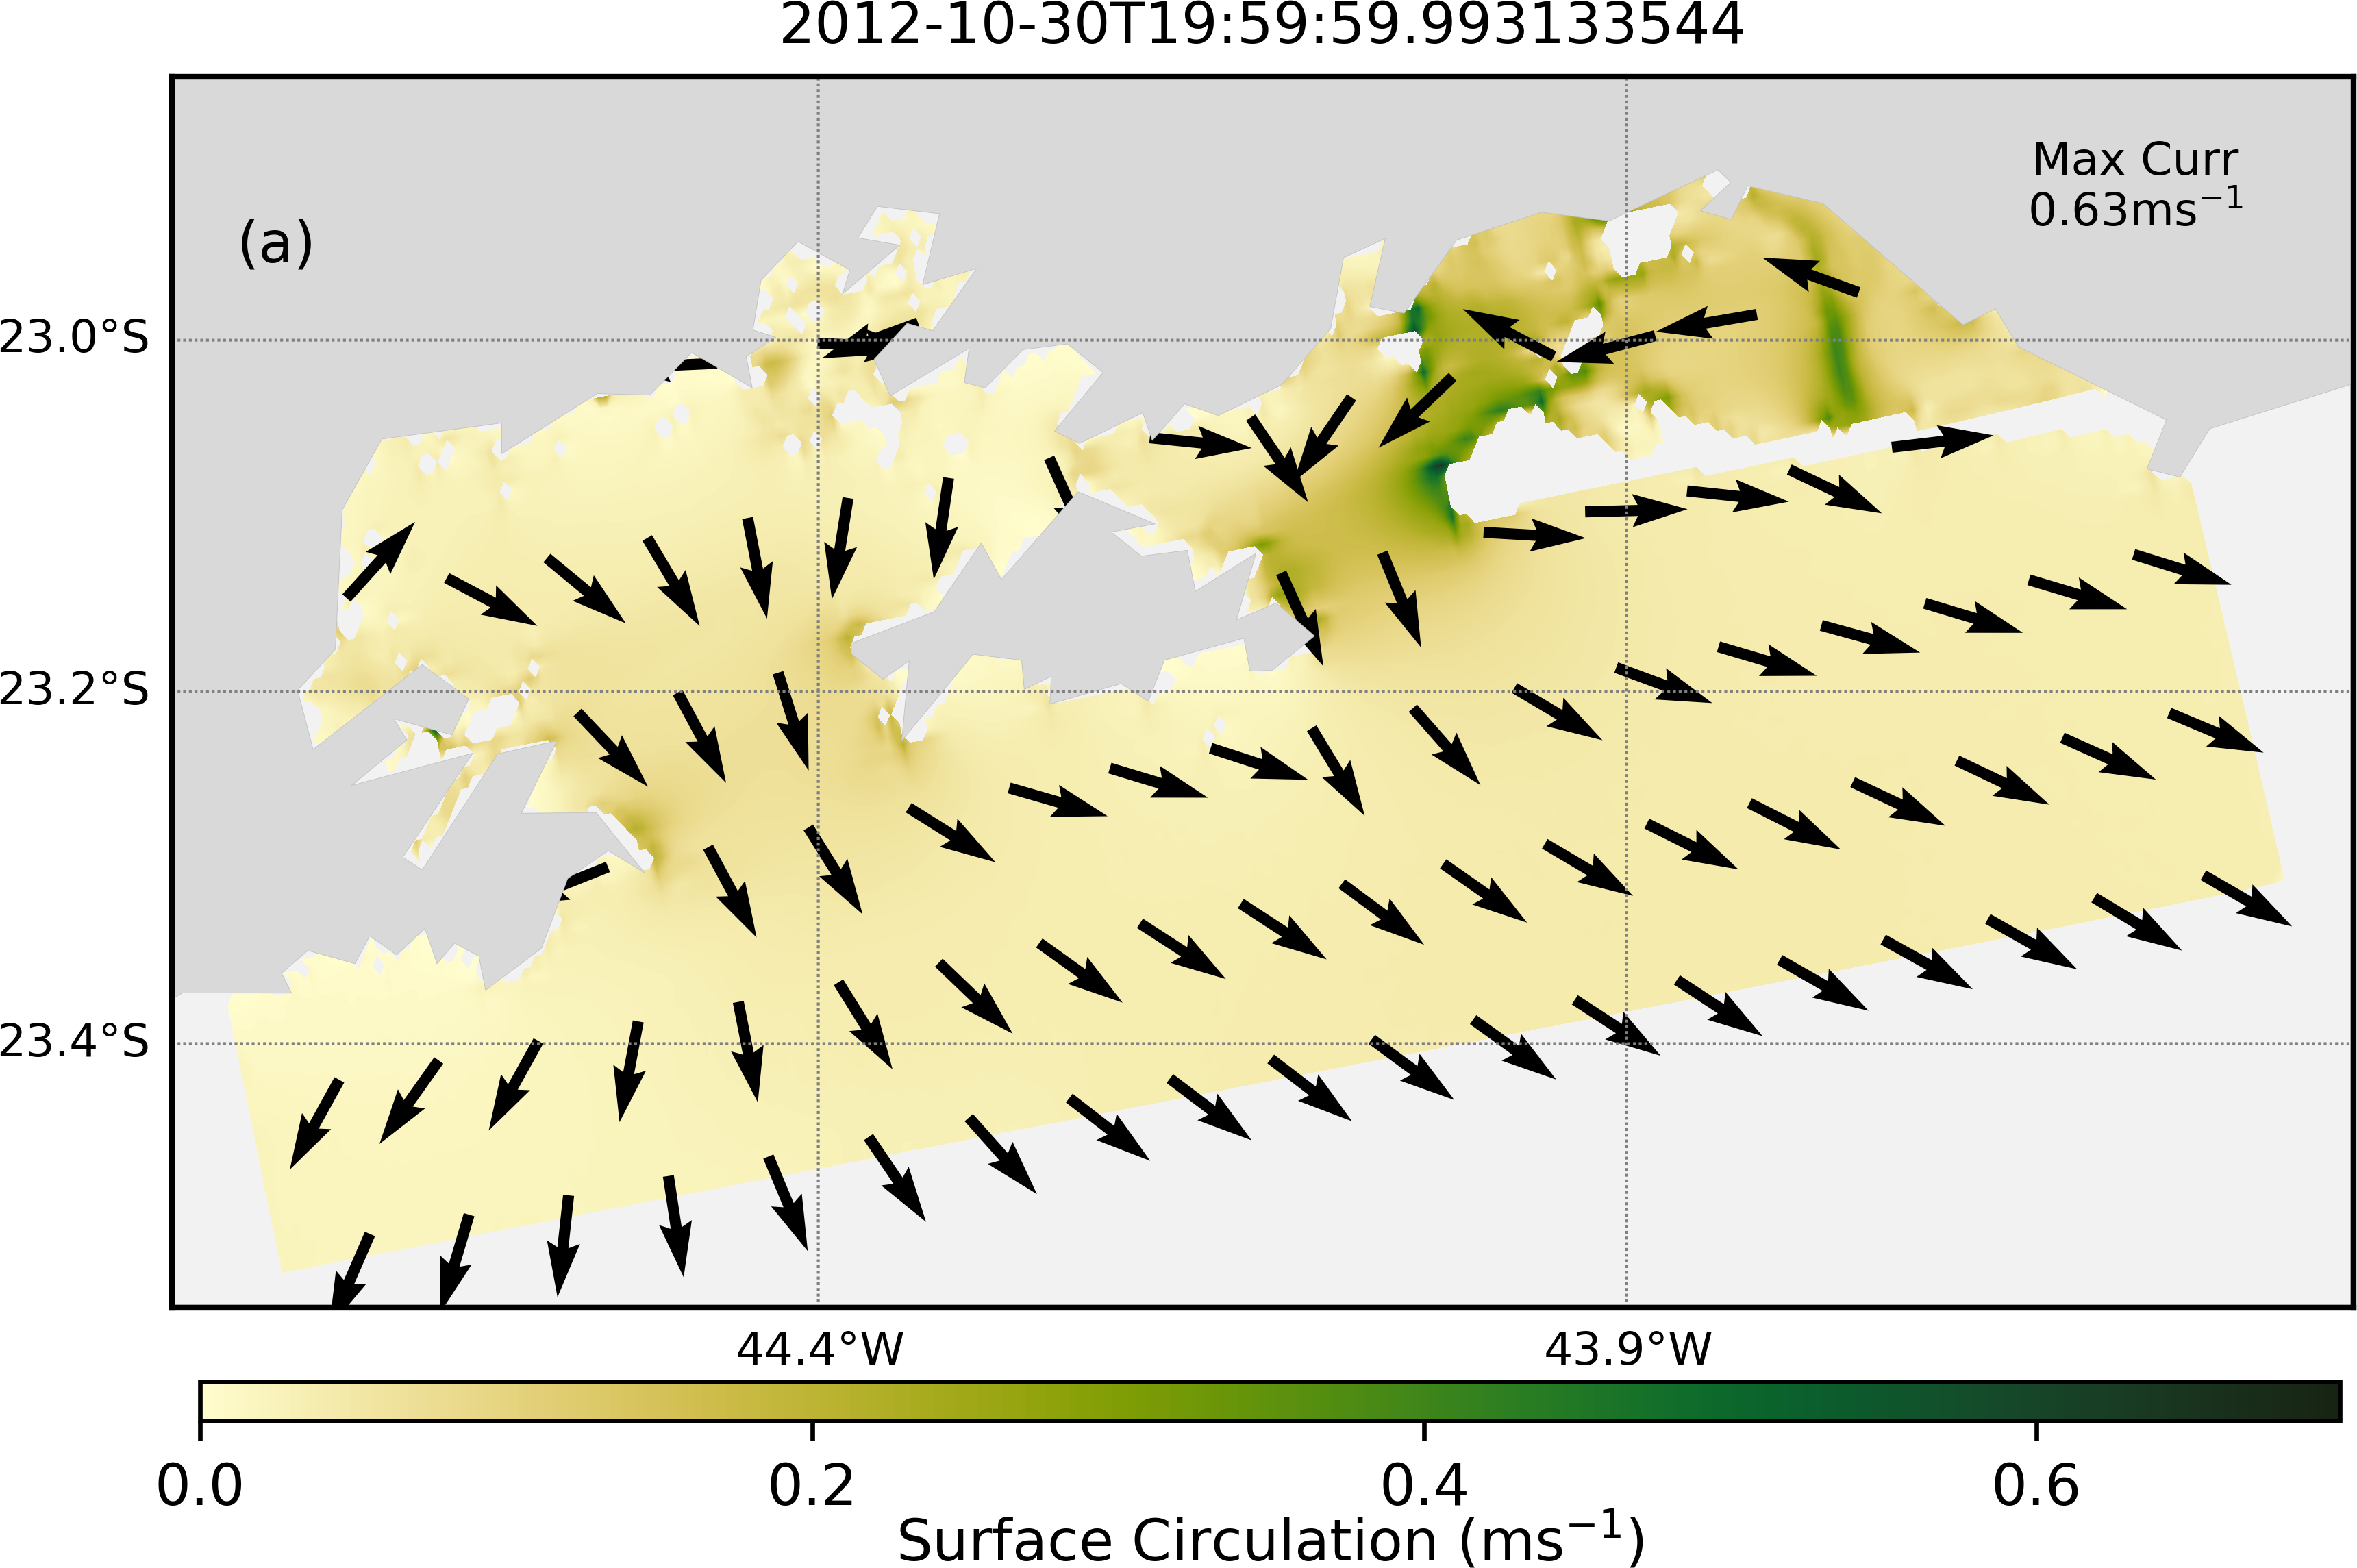 2012-10-30T19:59:59.993133544
Max Curr
0.63ms⁻¹
(a)
23.0°S
23.2°S
23.4°S
44.4°W 43.9°W
0.0 0.2 0.4 0.6
Surface Circulation (ms⁻¹)